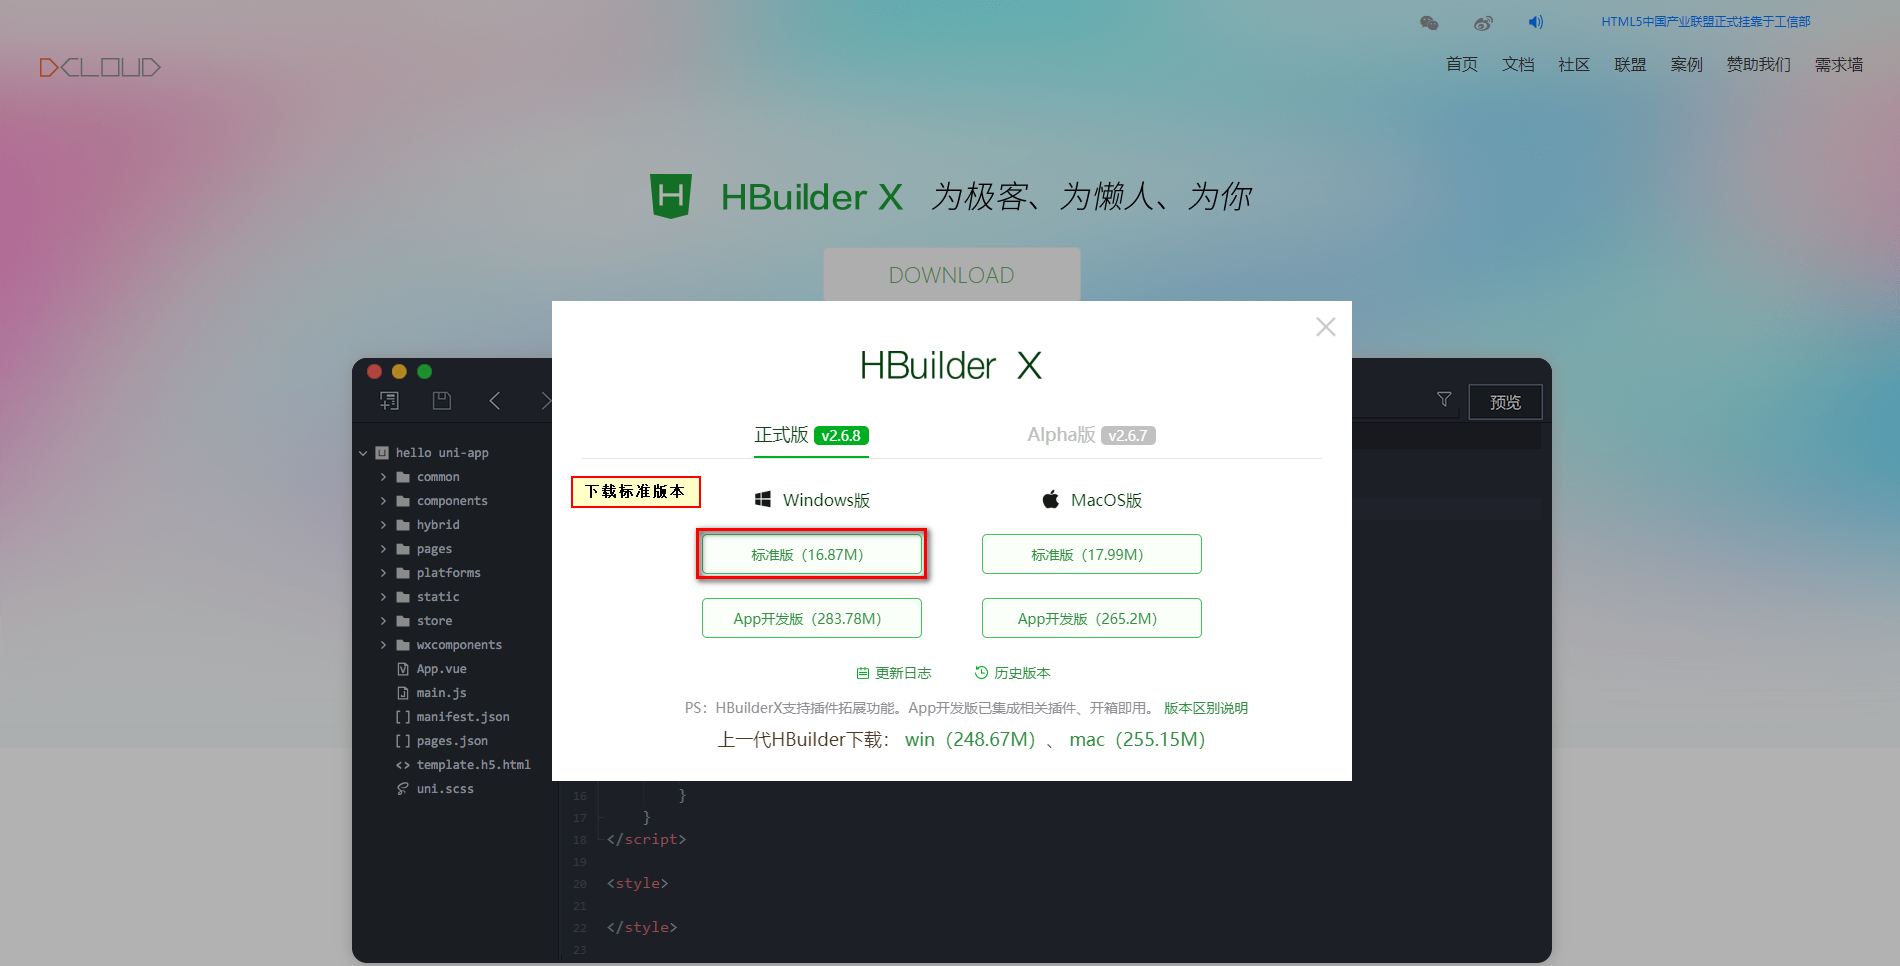 HTML5中国产业联盟正式挂靠于工信部
DCLOUD
首页 文档 社区 联盟 案例 赞助我们 需求墙
H HBuilder X 为极客、为懒人、为你
DOWNLOAD
HBuilder X
预览
正式版 v2.6.8 Alpha版 v2.6.7
下载标准版本
Windows版 MacOS版
标准版（16.87M） 标准版（17.99M）
App开发版（283.78M） App开发版（265.2M）
更新日志 历史版本
PS：HBuilderX支持插件拓展功能。App开发版已集成相关插件、开箱即用。 版本区别说明
上一代HBuilder下载： win（248.67M） 、 mac（255.15M）
hello uni-app
common
components
hybrid
pages
platforms
static
store
wxcomponents
App.vue
main.js
[ ] manifest.json
[ ] pages.json
<> template.h5.html
uni.scss
16 }
17 }
18 </script>
19
20 <style>
21
22 </style>
23